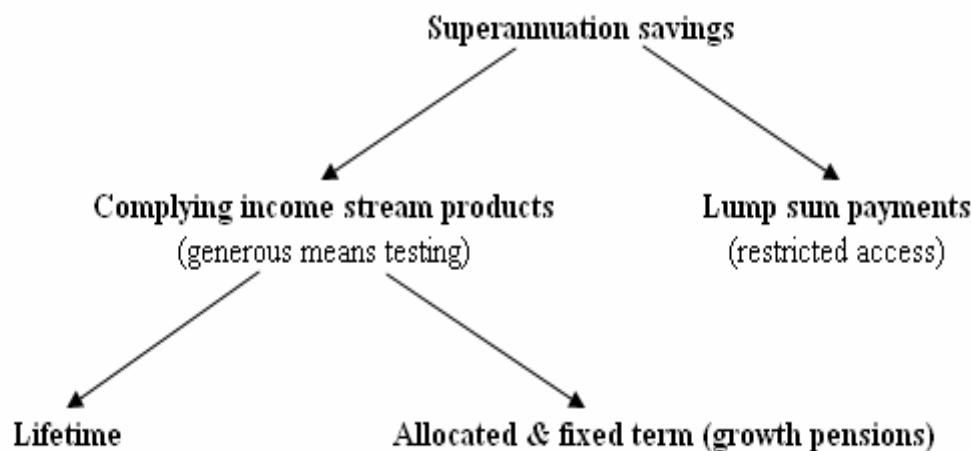 Superannuation savings
Complying income stream products
(generous means testing)
Lump sum payments
(restricted access)
Lifetime
Allocated & fixed term (growth pensions)